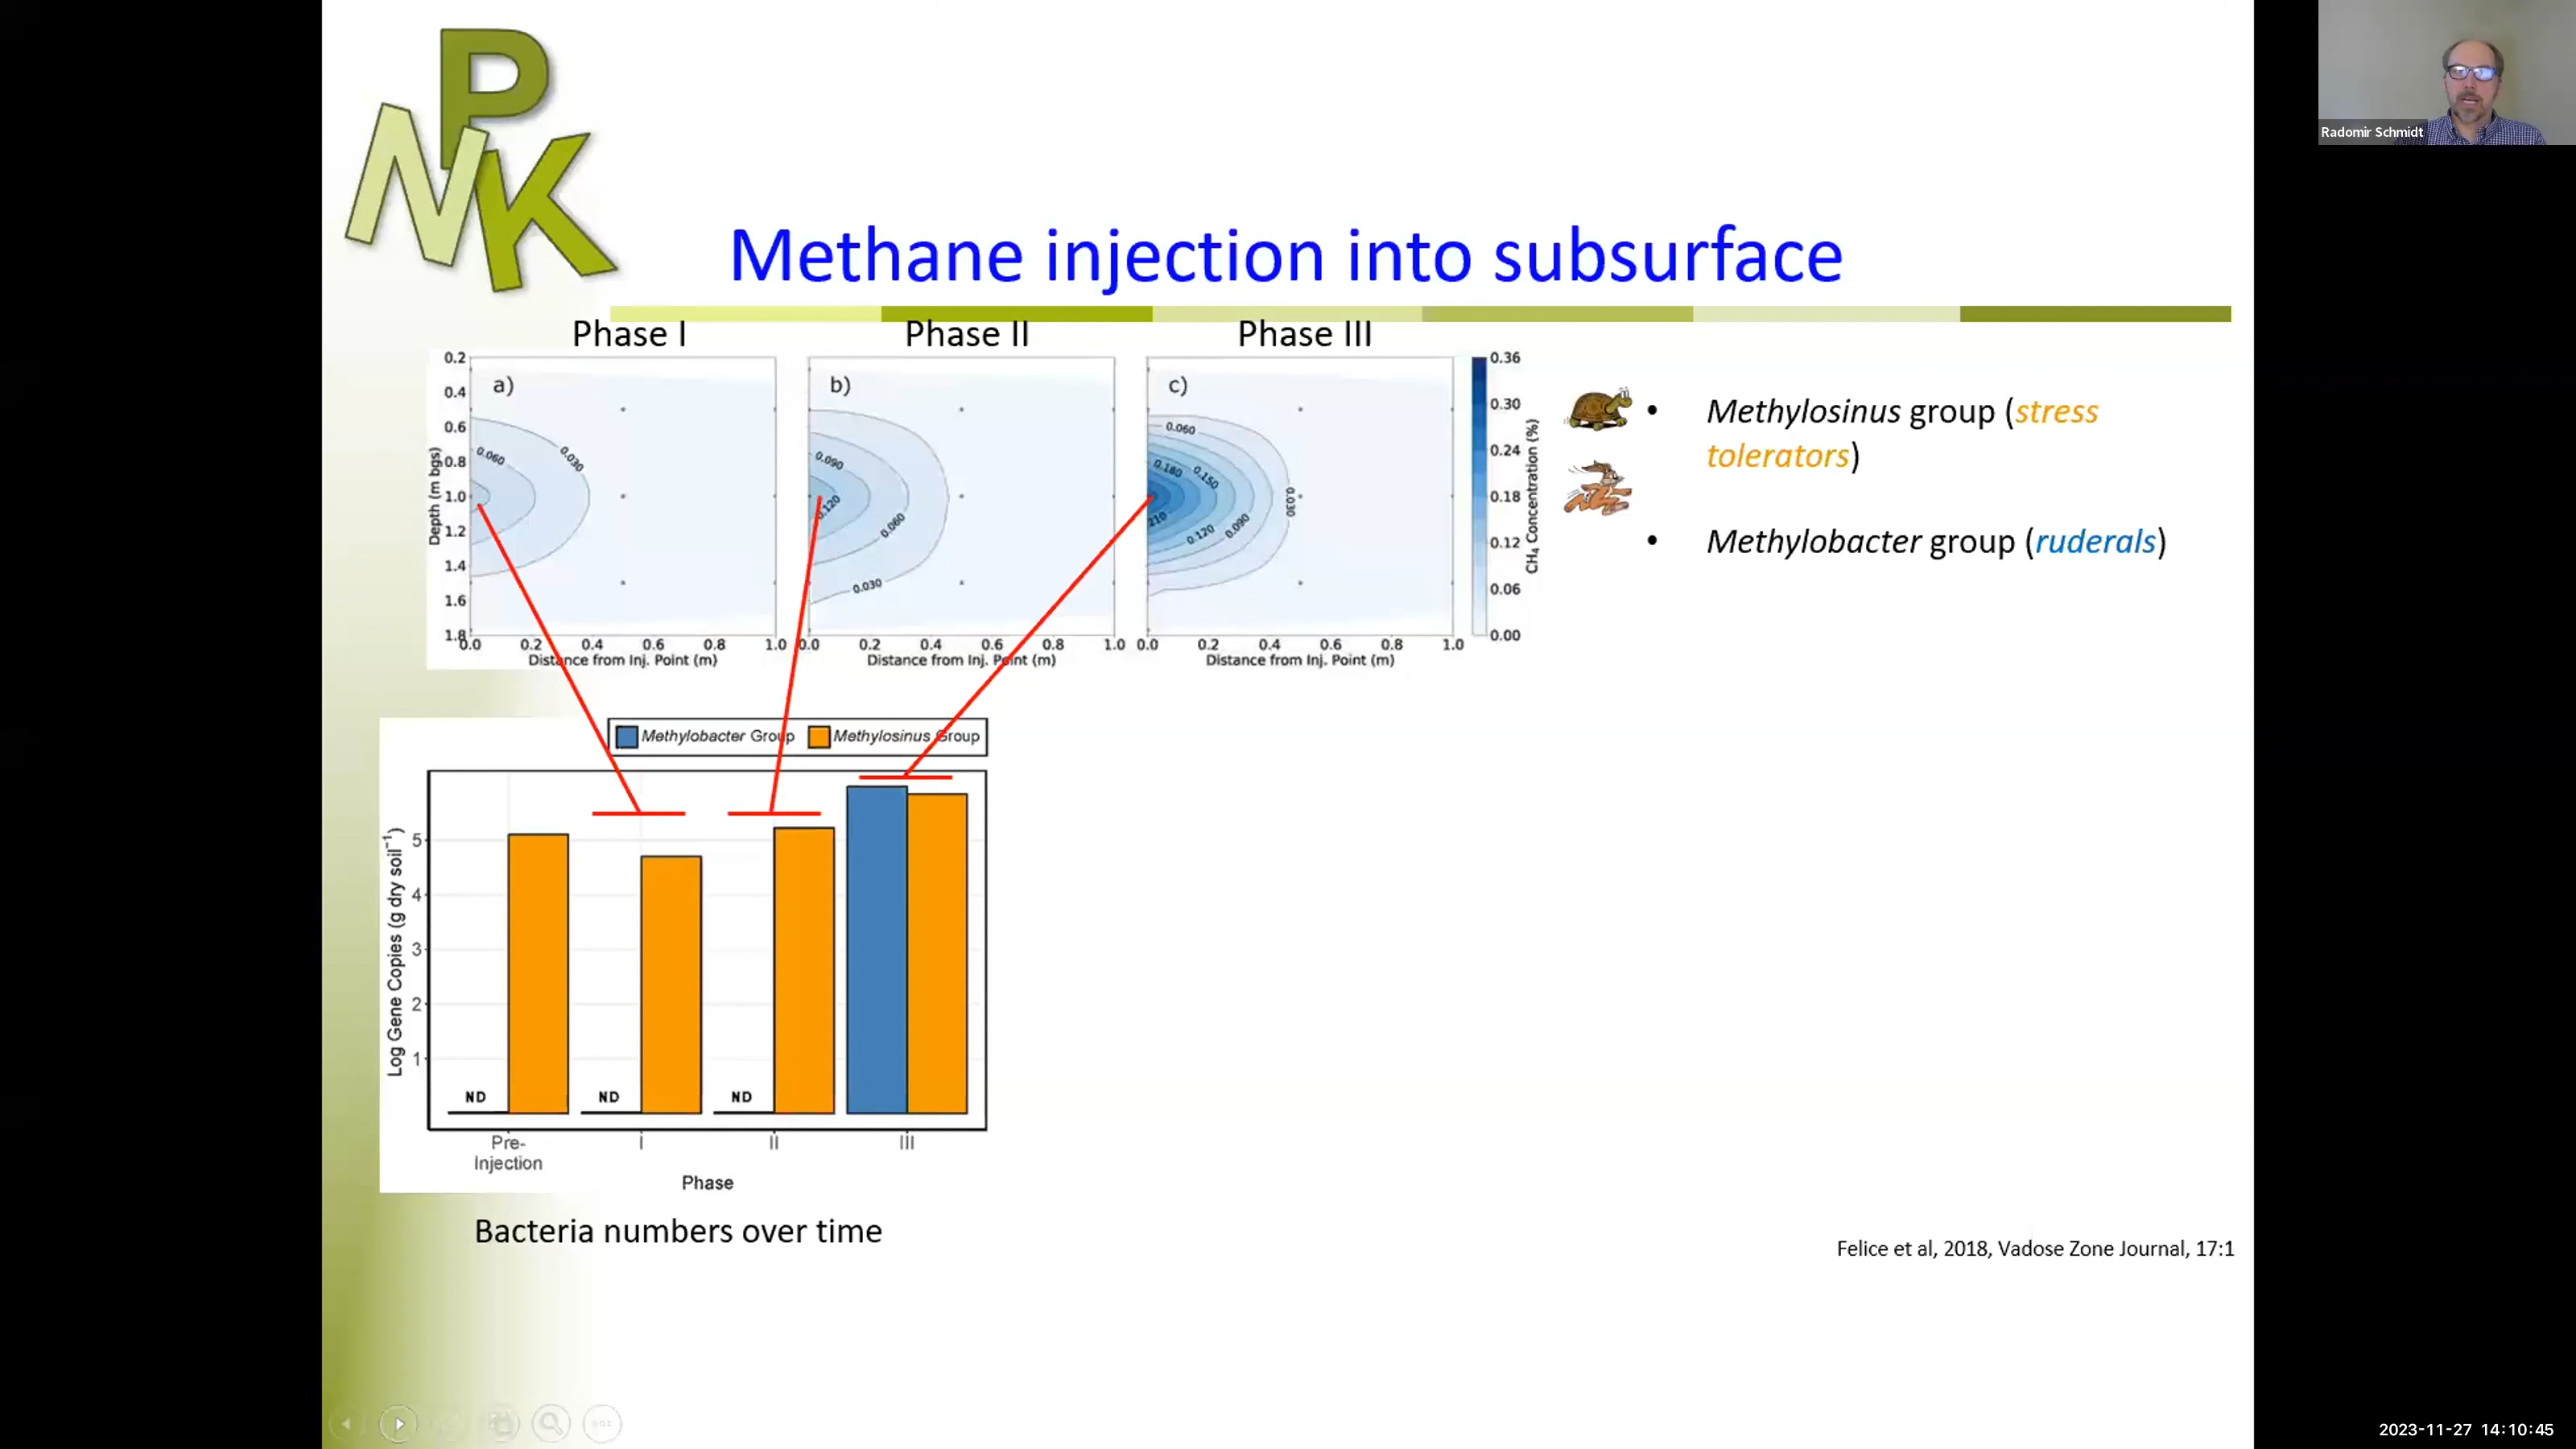 P
N K
Radomir Schmidt
Methane injection into subsurface
Phase I Phase II Phase III
a) b) c)
0.2
0.4
0.6
0.8
1.0
1.2
1.4
1.6
1.8
Depth (m bgs)
0.060 0.030
0.090 0.120 0.060 0.030
0.060 0.180 0.150 0.030 210 0.120 0.090
0.0 0.2 0.4 0.6 0.8 1.0 0.0 0.2 0.4 0.6 0.8 1.0 0.0 0.2 0.4 0.6 0.8 1.0
Distance from Inj. Point (m) Distance from Inj. Point (m) Distance from Inj. Point (m)
0.36
0.30
0.24
0.18
0.12
0.06
0.00
CH₄ Concentration (%)
• Methylosinus group (stress
tolerators)
• Methylobacter group (ruderals)
Methylobacter Group Methylosinus Group
Log Gene Copies (g dry soil⁻¹)
5
4
3
2
1
ND ND ND
Pre-
Injection I II III
Phase
Bacteria numbers over time
Felice et al, 2018, Vadose Zone Journal, 17:1
2023-11-27 14:10:45